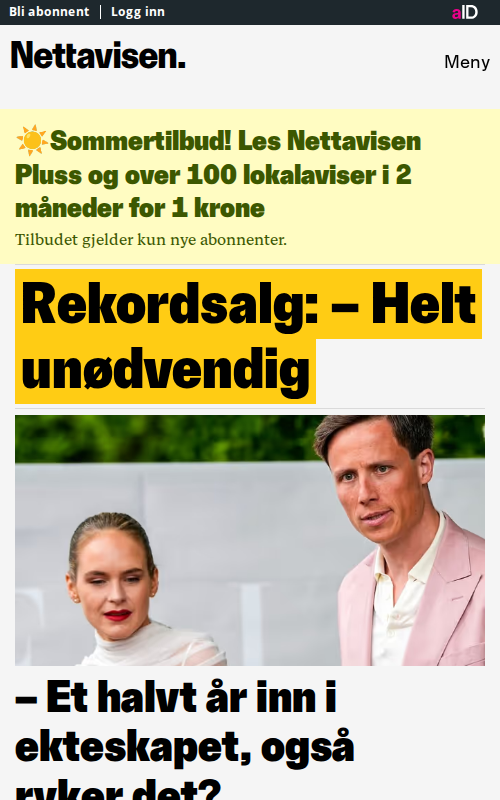 Bli abonnent | Logg inn
aID
Nettavisen.
Meny
☀️Sommertilbud! Les Nettavisen
Pluss og over 100 lokalaviser i 2
måneder for 1 krone
Tilbudet gjelder kun nye abonnenter.
Rekordsalg: – Helt
unødvendig
– Et halvt år inn i
ekteskapet, også
ryker det?